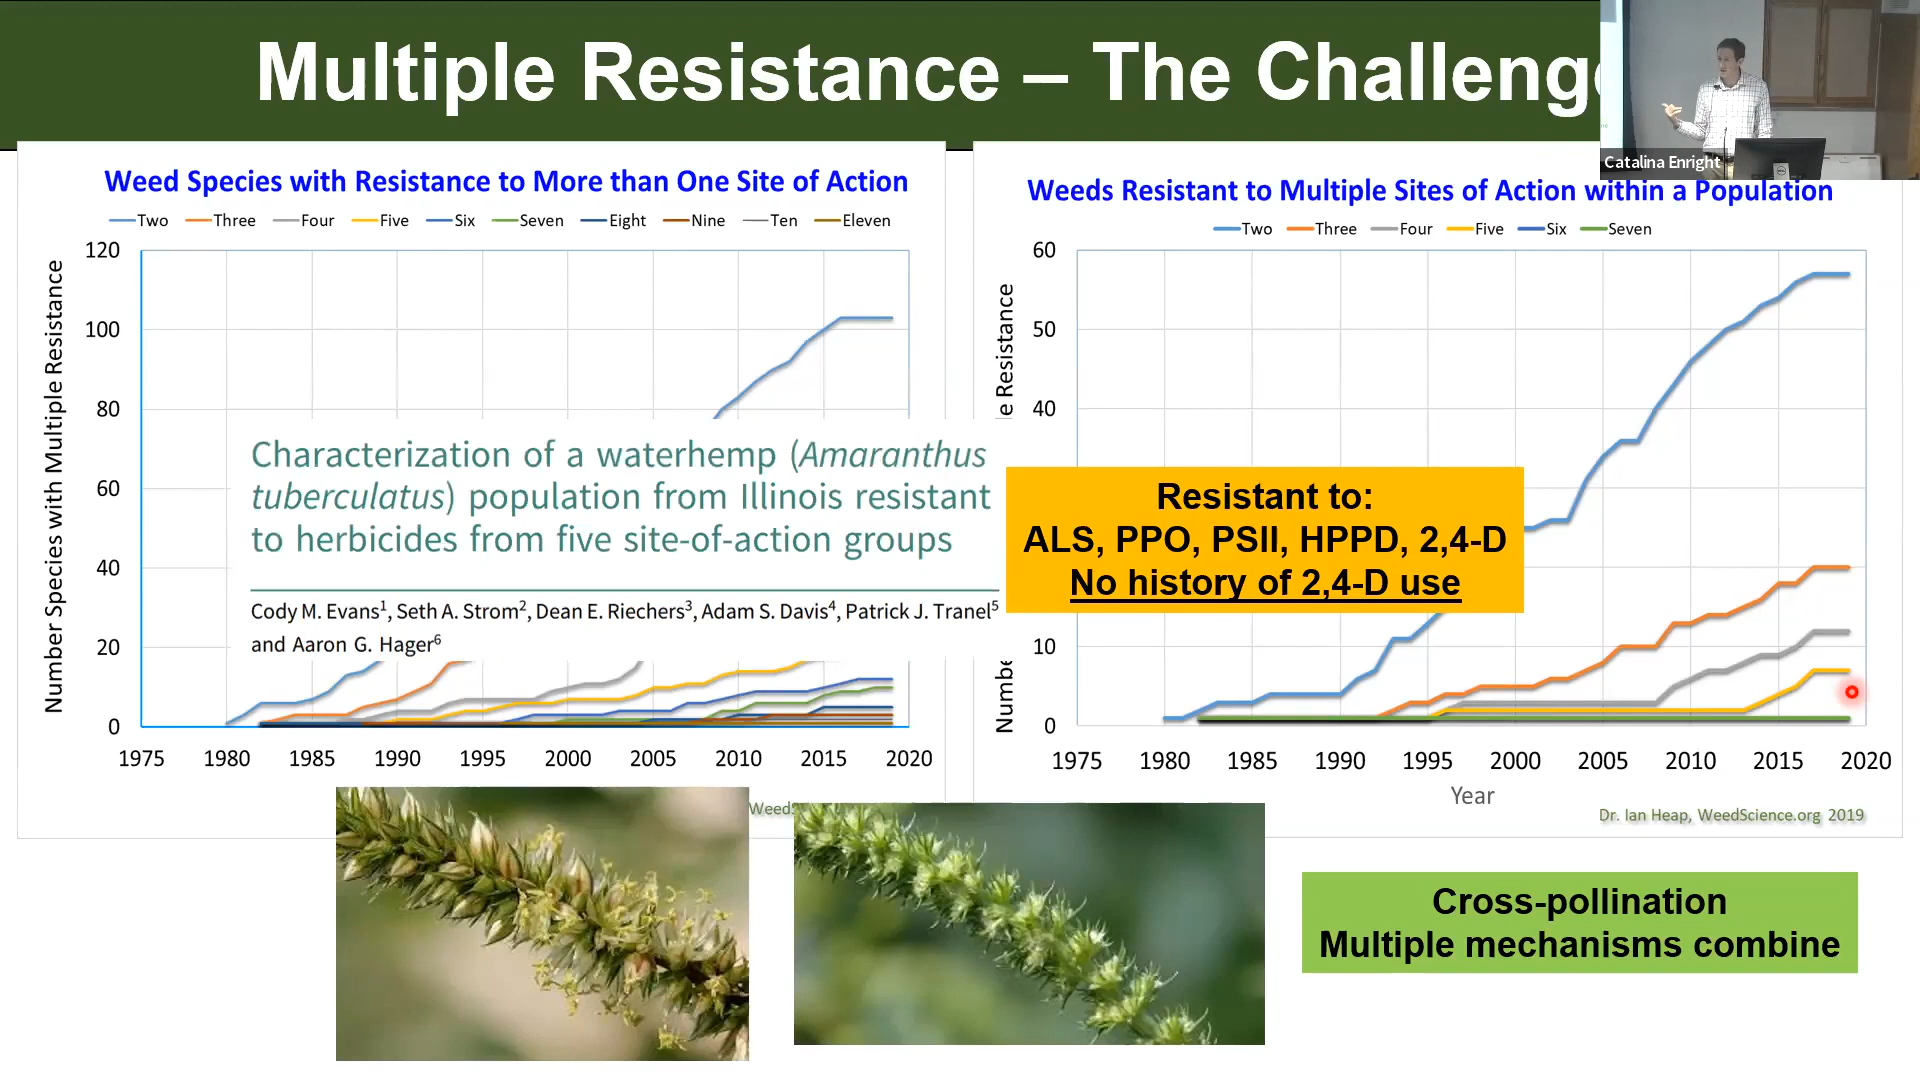 Multiple Resistance – The Challenge
Catalina Enright
Weed Species with Resistance to More than One Site of Action
Two Three Four Five Six Seven Eight Nine Ten Eleven
Number Species with Multiple Resistance
120
100
80
60
40
20
0
1975 1980 1985 1990 1995 2000 2005 2010 2015 2020
Characterization of a waterhemp (Amaranthus
tuberculatus) population from Illinois resistant
to herbicides from five site-of-action groups
Cody M. Evans1, Seth A. Strom2, Dean E. Riechers3, Adam S. Davis4, Patrick J. Tranel5
and Aaron G. Hager6
Weeds Resistant to Multiple Sites of Action within a Population
Two Three Four Five Six Seven
e Resistance
Numbe
60
50
40
10
0
1975 1980 1985 1990 1995 2000 2005 2010 2015 2020
Year
Resistant to:
ALS, PPO, PSII, HPPD, 2,4-D
No history of 2,4-D use
WeedS
Dr. Ian Heap, WeedScience.org 2019
Cross-pollination
Multiple mechanisms combine